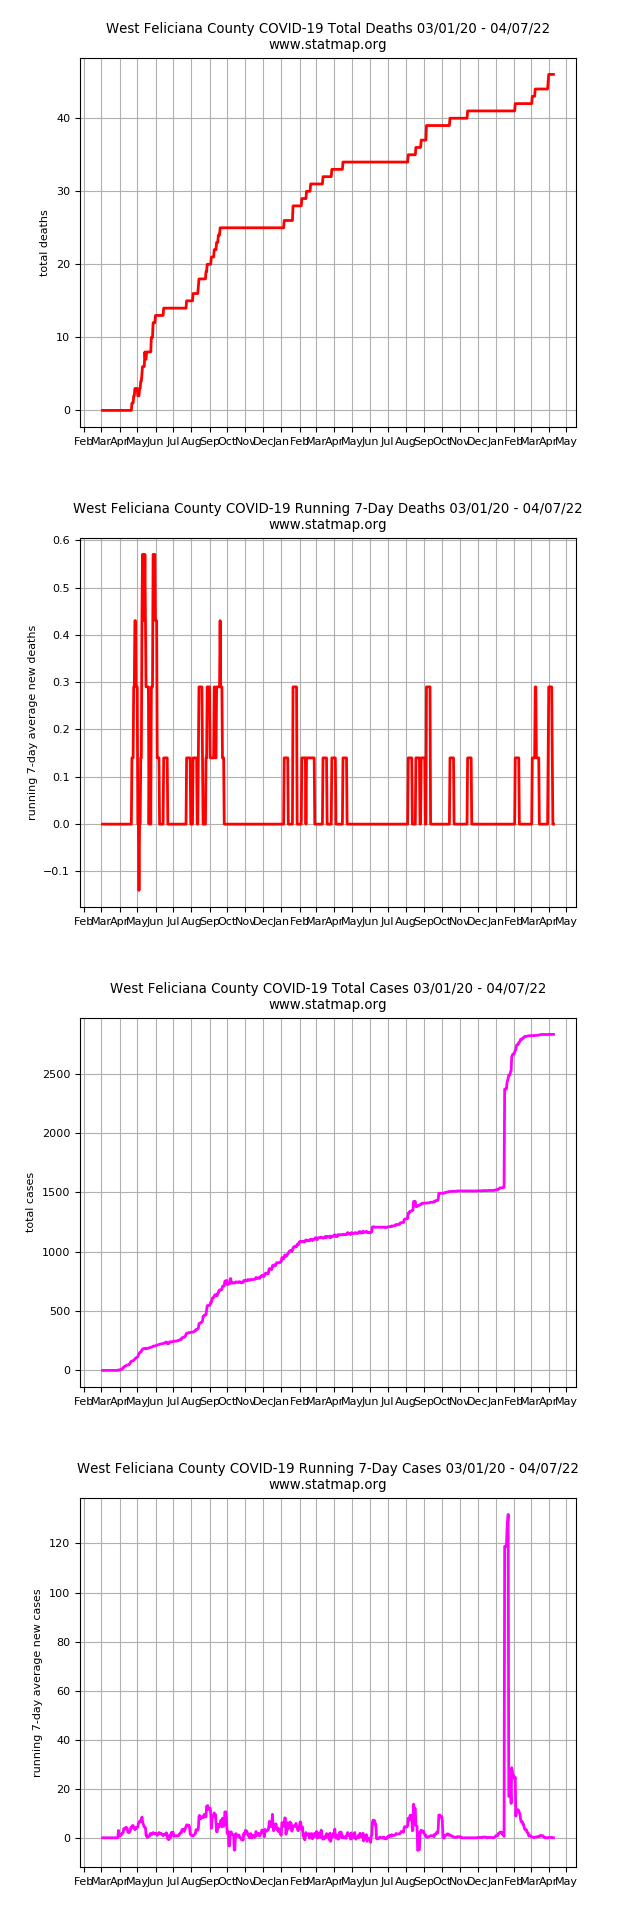 West Feliciana County COVID-19 Total Deaths 03/01/20 - 04/07/22
www.statmap.org
40
30
20
10
0
total deaths
Feb Mar Apr May Jun Jul Aug Sep Oct Nov Dec Jan Feb Mar Apr May Jun Jul Aug Sep Oct Nov Dec Jan Feb Mar Apr May
West Feliciana County COVID-19 Running 7-Day Deaths 03/01/20 - 04/07/22
www.statmap.org
0.6
0.5
0.4
0.3
0.2
0.1
0.0
−0.1
running 7-day average new deaths
Feb Mar Apr May Jun Jul Aug Sep Oct Nov Dec Jan Feb Mar Apr May Jun Jul Aug Sep Oct Nov Dec Jan Feb Mar Apr May
West Feliciana County COVID-19 Total Cases 03/01/20 - 04/07/22
www.statmap.org
2500
2000
1500
1000
500
0
total cases
Feb Mar Apr May Jun Jul Aug Sep Oct Nov Dec Jan Feb Mar Apr May Jun Jul Aug Sep Oct Nov Dec Jan Feb Mar Apr May
West Feliciana County COVID-19 Running 7-Day Cases 03/01/20 - 04/07/22
www.statmap.org
120
100
80
60
40
20
0
running 7-day average new cases
Feb Mar Apr May Jun Jul Aug Sep Oct Nov Dec Jan Feb Mar Apr May Jun Jul Aug Sep Oct Nov Dec Jan Feb Mar Apr May